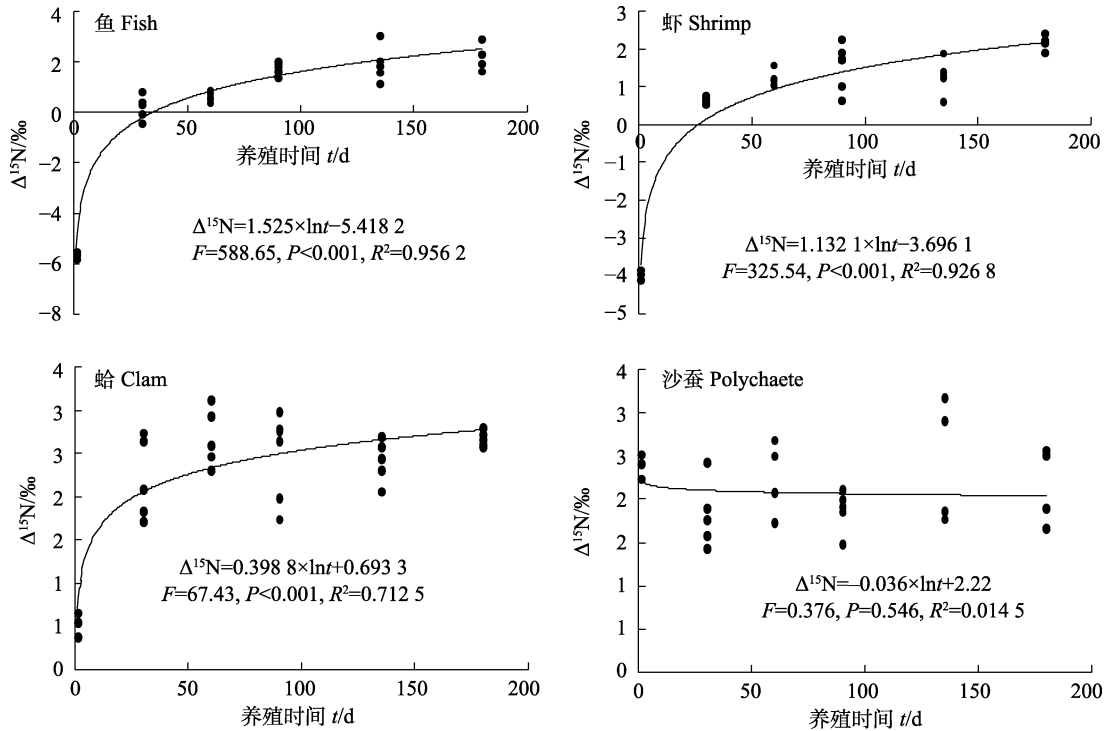 鱼 Fish
4
2
0
−2
−4
−6
−8
Δ¹⁵N/‰
0 50 100 150 200
养殖时间 t/d
Δ¹⁵N=1.525×lnt−5.418 2
F=588.65, P<0.001, R²=0.956 2
虾 Shrimp
3
2
1
0
−1
−2
−3
−4
−5
Δ¹⁵N/‰
0 50 100 150 200
养殖时间 t/d
Δ¹⁵N=1.132 1×lnt−3.696 1
F=325.54, P<0.001, R²=0.926 8
蛤 Clam
4
3
3
2
2
1
1
0
Δ¹⁵N/‰
0 50 100 150 200
养殖时间 t/d
Δ¹⁵N=0.398 8×lnt+0.693 3
F=67.43, P<0.001, R²=0.712 5
沙蚕 Polychaete
4
3
3
2
2
1
1
0
Δ¹⁵N/‰
0 50 100 150 200
养殖时间 t/d
Δ¹⁵N=−0.036×lnt+2.22
F=0.376, P=0.546, R²=0.014 5